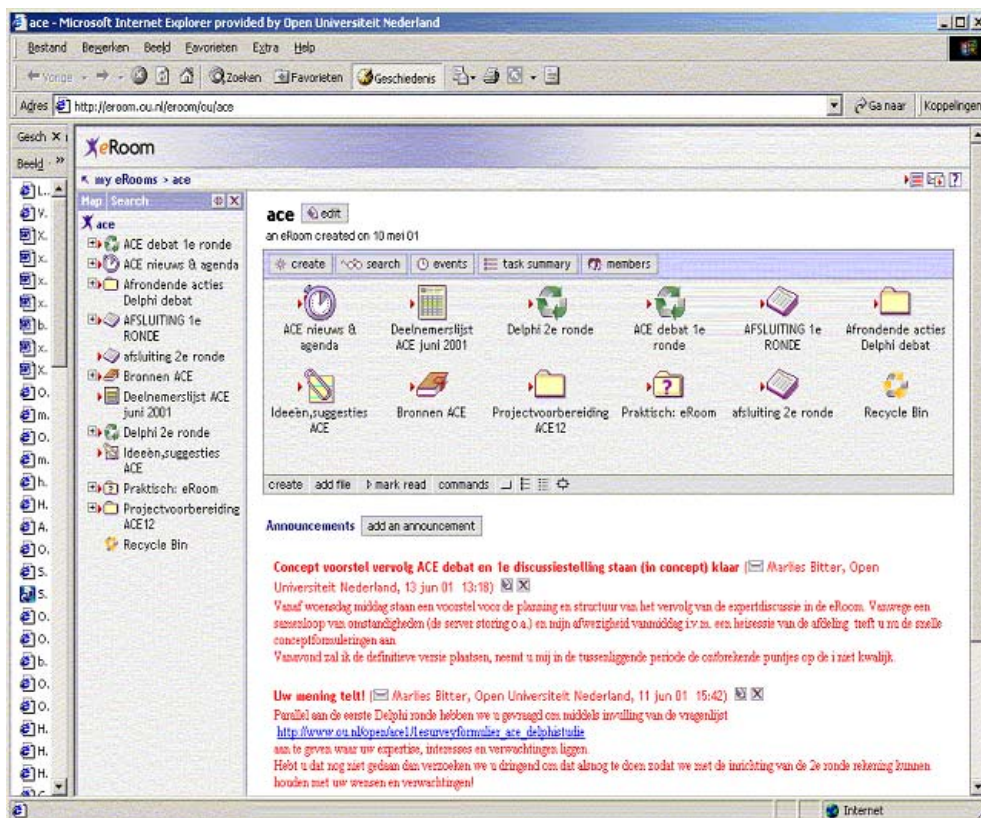 ace - Microsoft Internet Explorer provided by Open Universiteit Nederland
Bestand Bewerken Beeld Favorieten Extra Help
Vorige Zoeken Favorieten Geschiedenis
Adres http://eroom.ou.nl/eroom/ou/ace Ga naar Koppelingen
Gesch
Beeld
L..
V.
X.
X.
X.
X.
b.
X.
X.
O.
m.
O.
m.
h.
H.
A.
O.
S.
S.
O.
O.
b.
O.
O.
H.
H.
H.
eRoom
my eRooms > ace
Map Search
ace
ACE debat 1e ronde
ACE nieuws & agenda
Afrondende acties
Delphi debat
AFSLUITING 1e
RONDE
afsluiting 2e ronde
Bronnen ACE
Deelnemerslijst ACE
juni 2001
Delphi 2e ronde
Ideeën,suggesties
ACE
Praktisch: eRoom
Projectvoorbereiding
ACE12
Recycle Bin
ace edit
an eRoom created on 10 mei 01
create search events task summary members
ACE nieuws &
agenda
Deelnemerslijst
ACE juni 2001
Delphi 2e ronde
ACE debat 1e
ronde
AFSLUITING 1e
RONDE
Afrondende acties
Delphi debat
Ideeën,suggesties
ACE
Bronnen ACE
Projectvoorbereiding
ACE12
Praktisch: eRoom
afsluiting 2e ronde
Recycle Bin
create add file mark read commands
Announcements add an announcement
Concept voorstel vervolg ACE debat en 1e discussiestelling staan (in concept) klaar (Marlies Bitter, Open
Universiteit Nederland, 13 jun 01 13:18)
Vanaf woensdag middag staan een voorstel voor de planning en structuur van het vervolg van de expertdiscussie in de eRoom. Vanwege een
samenloop van omstandigheden (de server storing o.a.) en mijn afwezigheid vanmiddag i.v.m. een heisessie van de afdeling treft u nu de snelle
conceptformuleringen aan
Vanavond zal ik de definitieve versie plaatsen, neemt u mij in de tussenliggende periode de ontbrekende puntjes op de i niet kwalijk.
Uw mening telt! (Marlies Bitter, Open Universiteit Nederland, 11 jun 01 15:42)
Parallel aan de eerste Delphi ronde hebben we u gevraagd om middels invulling van de vragenlijst
http://www.ou.nl/open/ace1/1esurveyformulier_ace_delphistudie
aan te geven waar uw expertise, interesses en verwachtingen liggen.
Hebt u dat nog niet gedaan dan verzoeken we u dringend om dat alsnog te doen zodat we met de inrichting van de 2e ronde rekening kunnen
houden met uw wensen en verwachtingen!
Internet